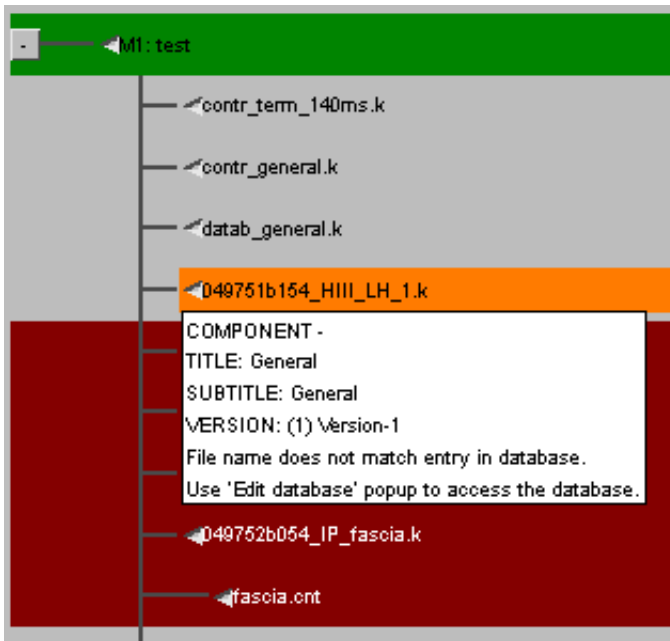 -
M1: test
contr_term_140ms.k
contr_general.k
datab_general.k
049751b154_HIII_LH_1.k
COMPONENT -
TITLE: General
SUBTITLE: General
VERSION: (1) Version-1
File name does not match entry in database.
Use 'Edit database' popup to access the database.
049752b054_IP_fascia.k
fascia.cnt